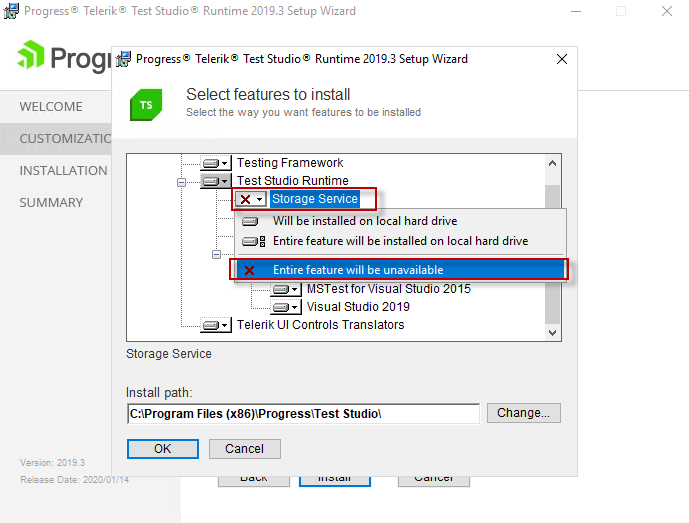 Progress® Telerik® Test Studio® Runtime 2019.3 Setup Wizard
Progr
WELCOME
CUSTOMIZATIO
INSTALLATION
SUMMARY
Version: 2019.3
Release Date: 2020/01/14
Progress® Telerik® Test Studio® Runtime 2019.3 Setup Wizard
TS
Select features to install
Select the way you want features to be installed
Testing Framework
Test Studio Runtime
Storage Service
Will be installed on local hard drive
Entire feature will be installed on local hard drive
Entire feature will be unavailable
MSTest for Visual Studio 2015
Visual Studio 2019
Telerik UI Controls Translators
Storage Service
Install path:
C:\Program Files (x86)\Progress\Test Studio\
Change...
OK
Cancel
Back
Install
Cancel